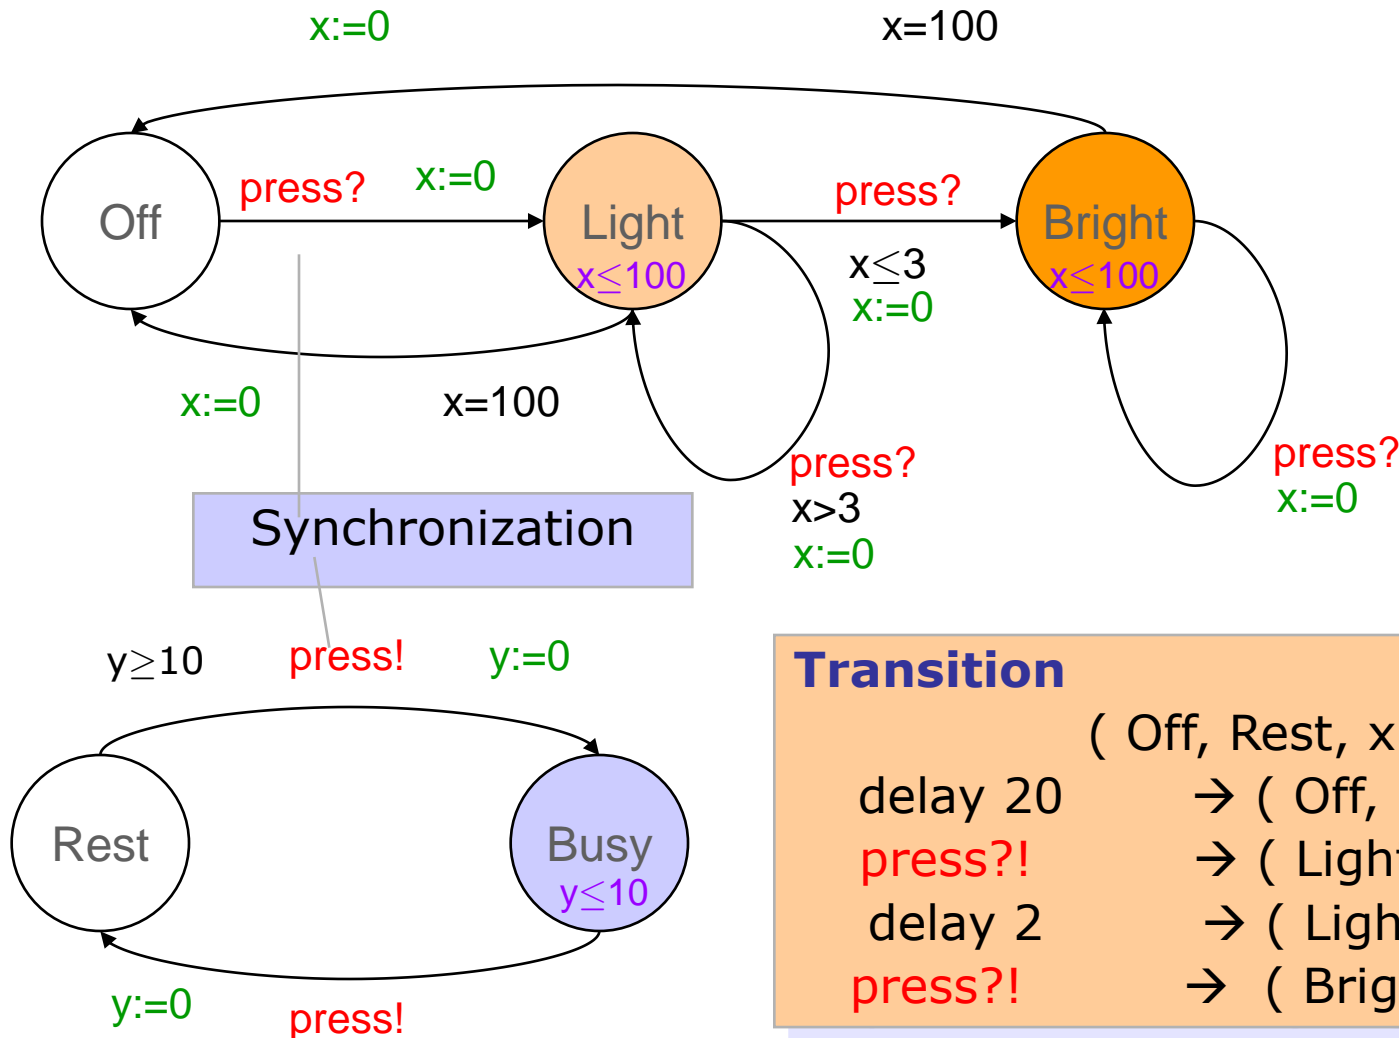 x:=0 x=100
press? x:=0 press?
Off Light Bright
x≤100 x≤3 x≤100
x:=0
x:=0 x=100
press? press?
x>3 x:=0
x:=0
Synchronization
y≥10 press! y:=0
Rest Busy
y≤10
y:=0 press!
Transition
( Off, Rest, x
delay 20 → ( Off,
press?! → ( Light
delay 2 → ( Ligh
press?! → ( Brig